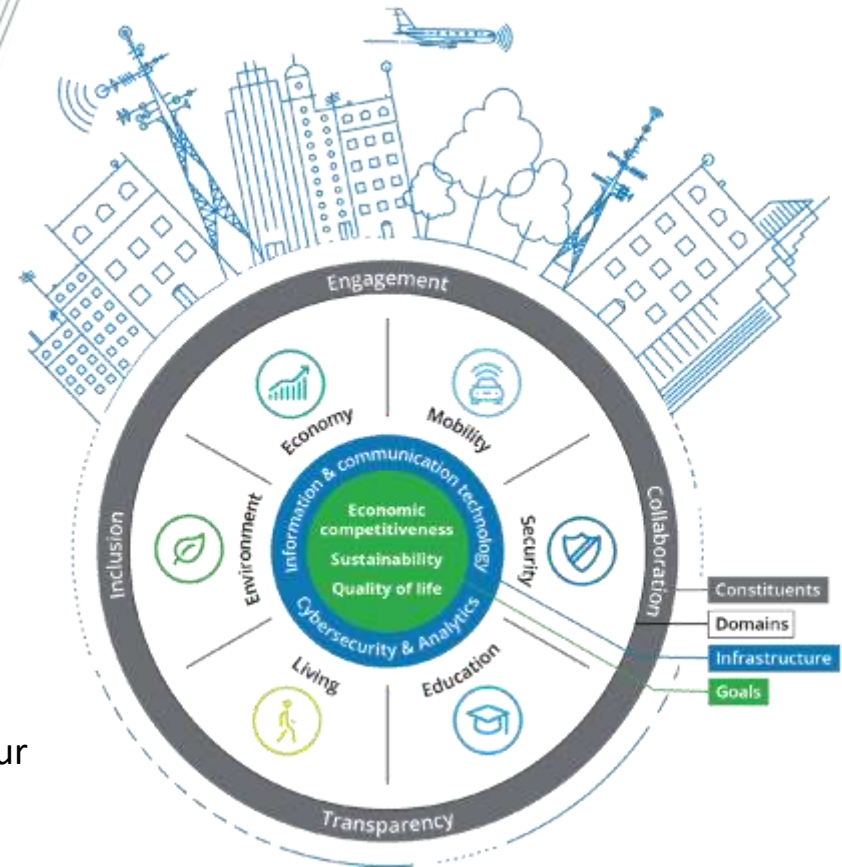 Engagement
Economy
Mobility
Information & communication technology
Inclusion
Environment
Economic
competitiveness
Sustainability
Quality of life
Security
Collaboration
Cybersecurity & Analytics
Living
Education
Transparency
Constituents
Domains
Infrastructure
Goals
ur